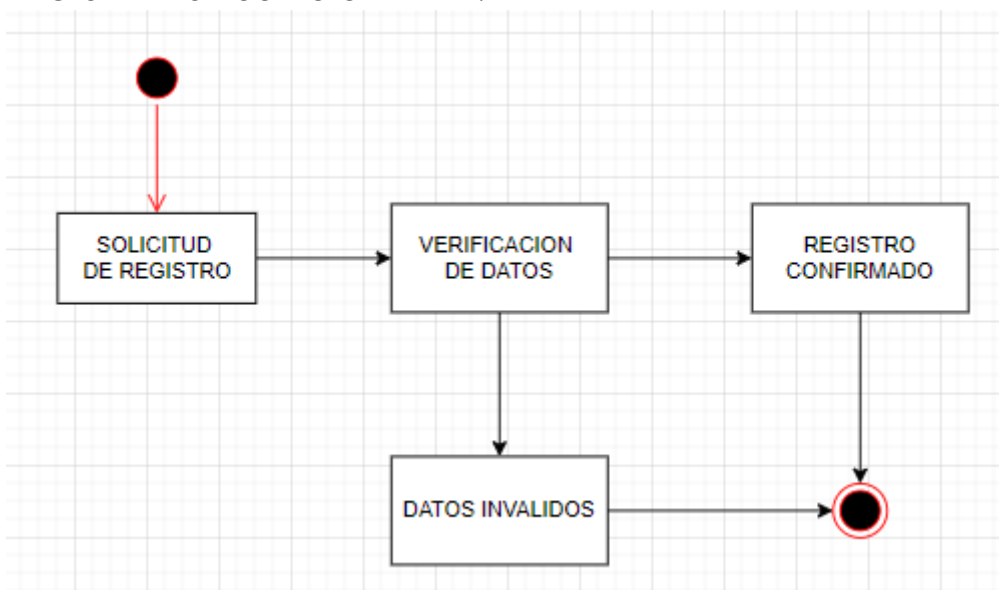 SOLICITUD
DE REGISTRO
VERIFICACION
DE DATOS
REGISTRO
CONFIRMADO
DATOS INVALIDOS